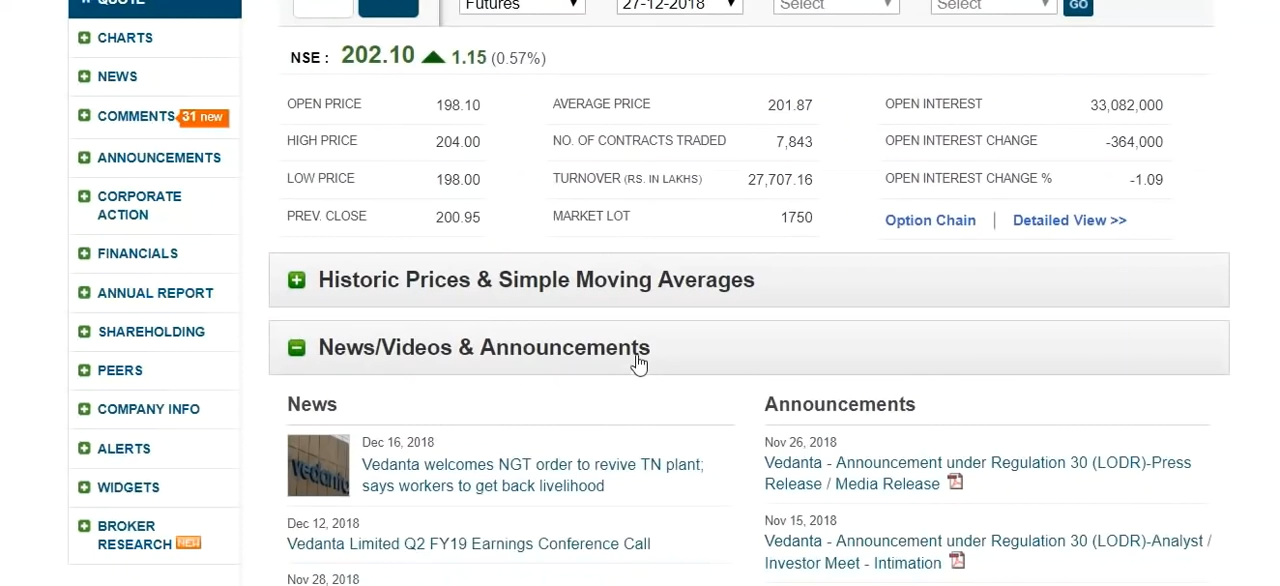 QUOTE
Futures
27-12-2018
Select
Select
GO
CHARTS
NEWS
COMMENTS 31 new
ANNOUNCEMENTS
CORPORATE
ACTION
FINANCIALS
ANNUAL REPORT
SHAREHOLDING
PEERS
COMPANY INFO
ALERTS
WIDGETS
BROKER
RESEARCH NEW
NSE : 202.10 1.15 (0.57%)
OPEN PRICE 198.10
HIGH PRICE 204.00
LOW PRICE 198.00
PREV. CLOSE 200.95
AVERAGE PRICE 201.87
NO. OF CONTRACTS TRADED 7,843
TURNOVER (RS. IN LAKHS) 27,707.16
MARKET LOT 1750
OPEN INTEREST 33,082,000
OPEN INTEREST CHANGE -364,000
OPEN INTEREST CHANGE % -1.09
Option Chain | Detailed View >>
Historic Prices & Simple Moving Averages
News/Videos & Announcements
News
Dec 16, 2018
Vedanta welcomes NGT order to revive TN plant;
says workers to get back livelihood
vedanta
Dec 12, 2018
Vedanta Limited Q2 FY19 Earnings Conference Call
Nov 28, 2018
Announcements
Nov 26, 2018
Vedanta - Announcement under Regulation 30 (LODR)-Press
Release / Media Release
Nov 15, 2018
Vedanta - Announcement under Regulation 30 (LODR)-Analyst /
Investor Meet - Intimation